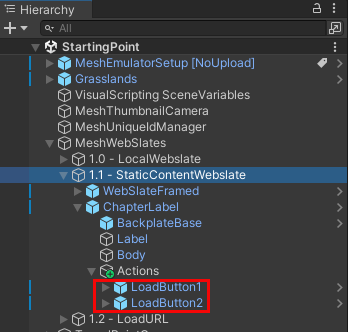 Hierarchy
All
StartingPoint
MeshEmulatorSetup [NoUpload]
Grasslands
VisualScripting SceneVariables
MeshThumbnailCamera
MeshUniqueIdManager
MeshWebSlates
1.0 - LocalWebslate
1.1 - StaticContentWebslate
WebSlateFramed
ChapterLabel
BackplateBase
Label
Body
Actions
LoadButton1
LoadButton2
1.2 - LoadURL